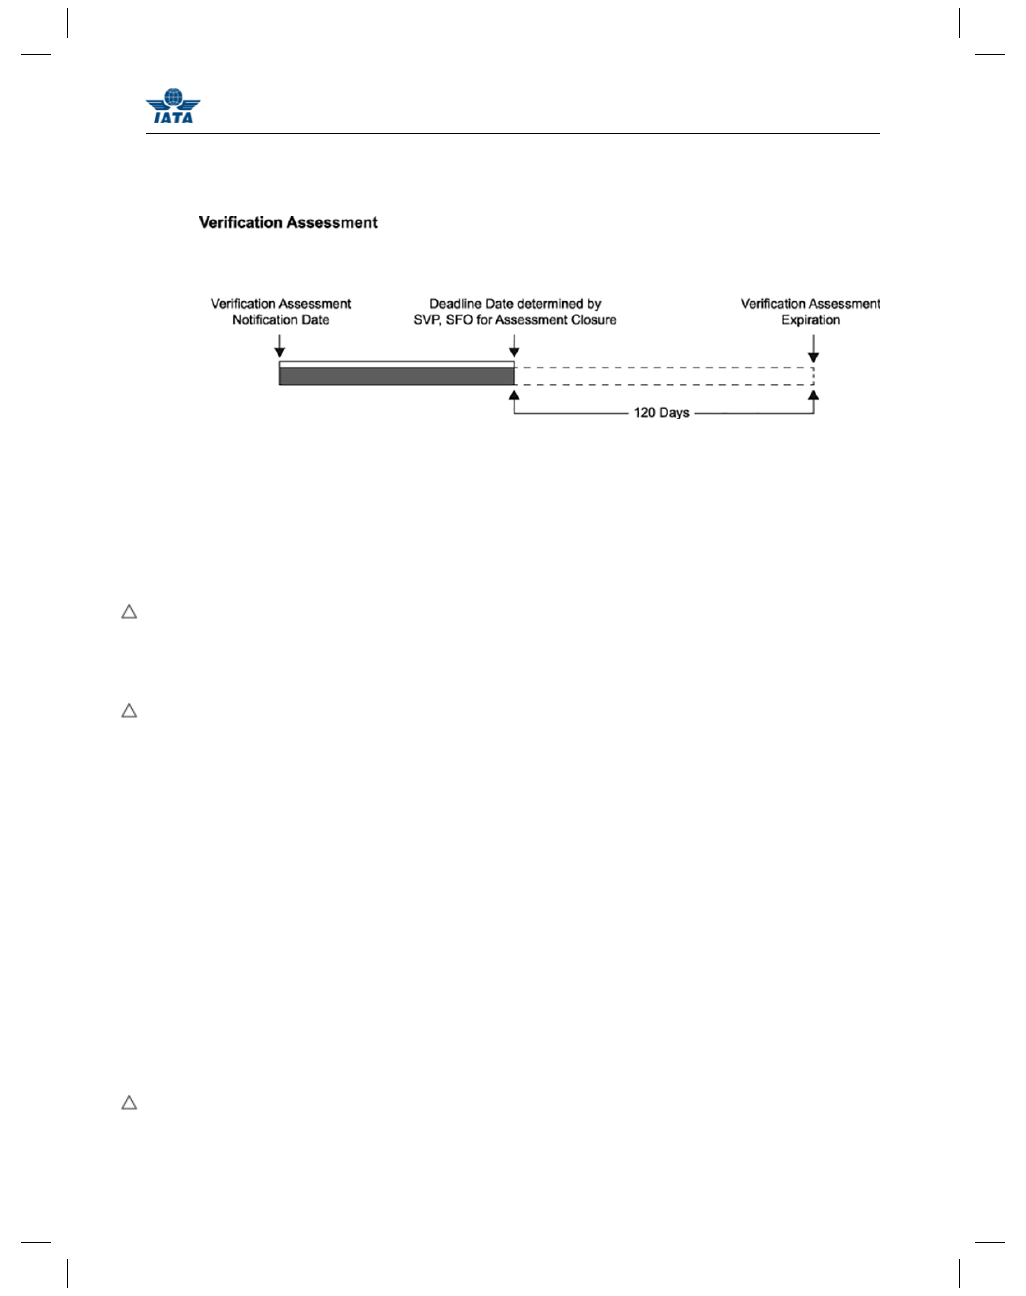 IATA
Verification Assessment
Verification Assessment
Notification Date
Deadline Date determined by
SVP, SFO for Assessment Closure
Verification Assessment
Expiration
120 Days